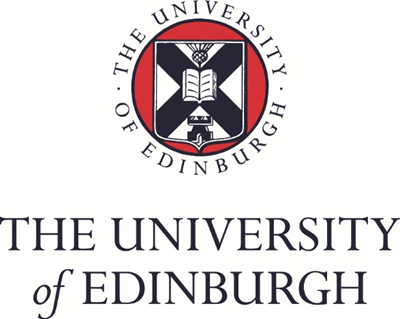 · THE UNIVERSITY ·
OF EDINBURGH
THE UNIVERSITY
of EDINBURGH